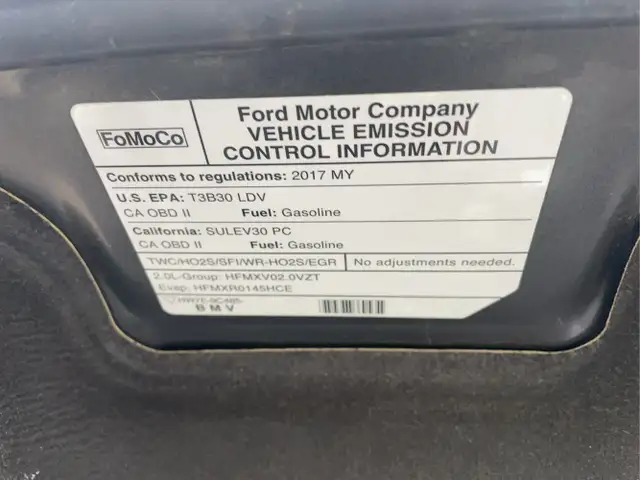 FoMoCo
Ford Motor Company
VEHICLE EMISSION
CONTROL INFORMATION
Conforms to regulations: 2017 MY
U.S. EPA: T3B30 LDV
CA OBD II Fuel: Gasoline
California: SULEV30 PC
CA OBD II Fuel: Gasoline
TWC/HO2S/SFI/WR-HO2S/EGR No adjustments needed.
2.0L-Group: HFMXV02.0VZT
Evap: HFMXR0145HCE
HW7E-9C485-
BMV